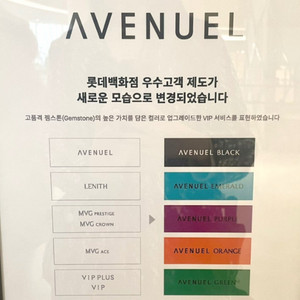 AVENUEL
롯데백화점 우수고객 제도가
새로운 모습으로 변경되었습니다
고품격 젬스톤(Gemstone)의 높은 가치를 담은 컬러로 업그레이드한 VIP 서비스를 표현하였습니다
AVENUEL
AVENUEL BLACK
LENITH
AVENUEL EMERALD
MVG PRESTIGE
MVG CROWN
AVENUEL PURPLE
MVG ACE
AVENUEL ORANGE
VIP PLUS
VIP
AVENUEL GREEN